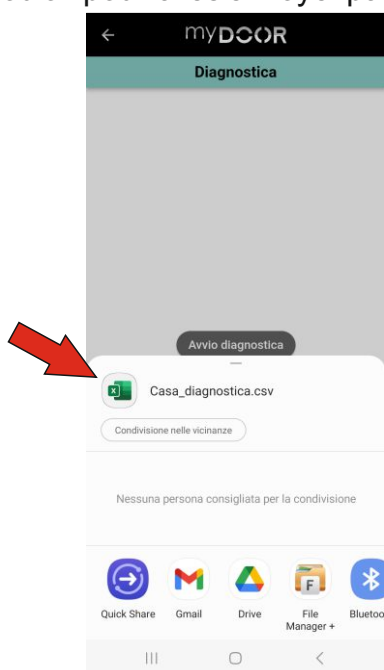 myDOOR
Diagnostica
Avvio diagnostica
Casa_diagnostica.csv
Condivisione nelle vicinanze
Nessuna persona consigliata per la condivisione
Quick Share
Gmail
Drive
File
Manager +